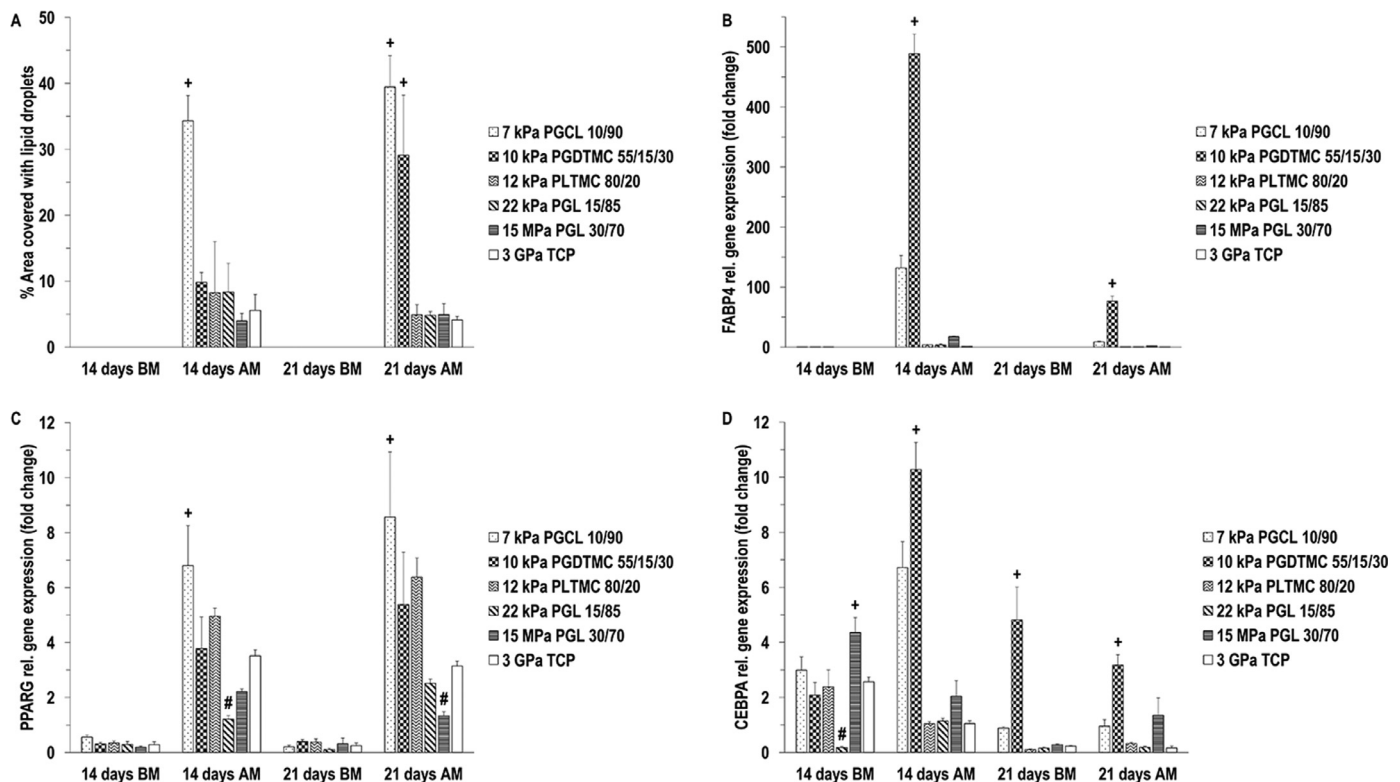 A
% Area covered with lipid droplets
50
40
30
20
10
0
+
+
+
14 days BM
14 days AM
21 days BM
21 days AM
7 kPa PGCL 10/90
10 kPa PGDTMC 55/15/30
12 kPa PLTMC 80/20
22 kPa PGL 15/85
15 MPa PGL 30/70
3 GPa TCP
B
FABP4 rel. gene expression (fold change)
500
400
300
200
100
0
+
+
14 days BM
14 days AM
21 days BM
21 days AM
7 kPa PGCL 10/90
10 kPa PGDTMC 55/15/30
12 kPa PLTMC 80/20
22 kPa PGL 15/85
15 MPa PGL 30/70
3 GPa TCP
C
PPARG rel. gene expression (fold change)
12
10
8
6
4
2
0
+
#
+
#
14 days BM
14 days AM
21 days BM
21 days AM
7 kPa PGCL 10/90
10 kPa PGDTMC 55/15/30
12 kPa PLTMC 80/20
22 kPa PGL 15/85
15 MPa PGL 30/70
3 GPa TCP
D
CEBPA rel. gene expression (fold change)
12
10
8
6
4
2
0
#
+
+
+
+
14 days BM
14 days AM
21 days BM
21 days AM
7 kPa PGCL 10/90
10 kPa PGDTMC 55/15/30
12 kPa PLTMC 80/20
22 kPa PGL 15/85
15 MPa PGL 30/70
3 GPa TCP